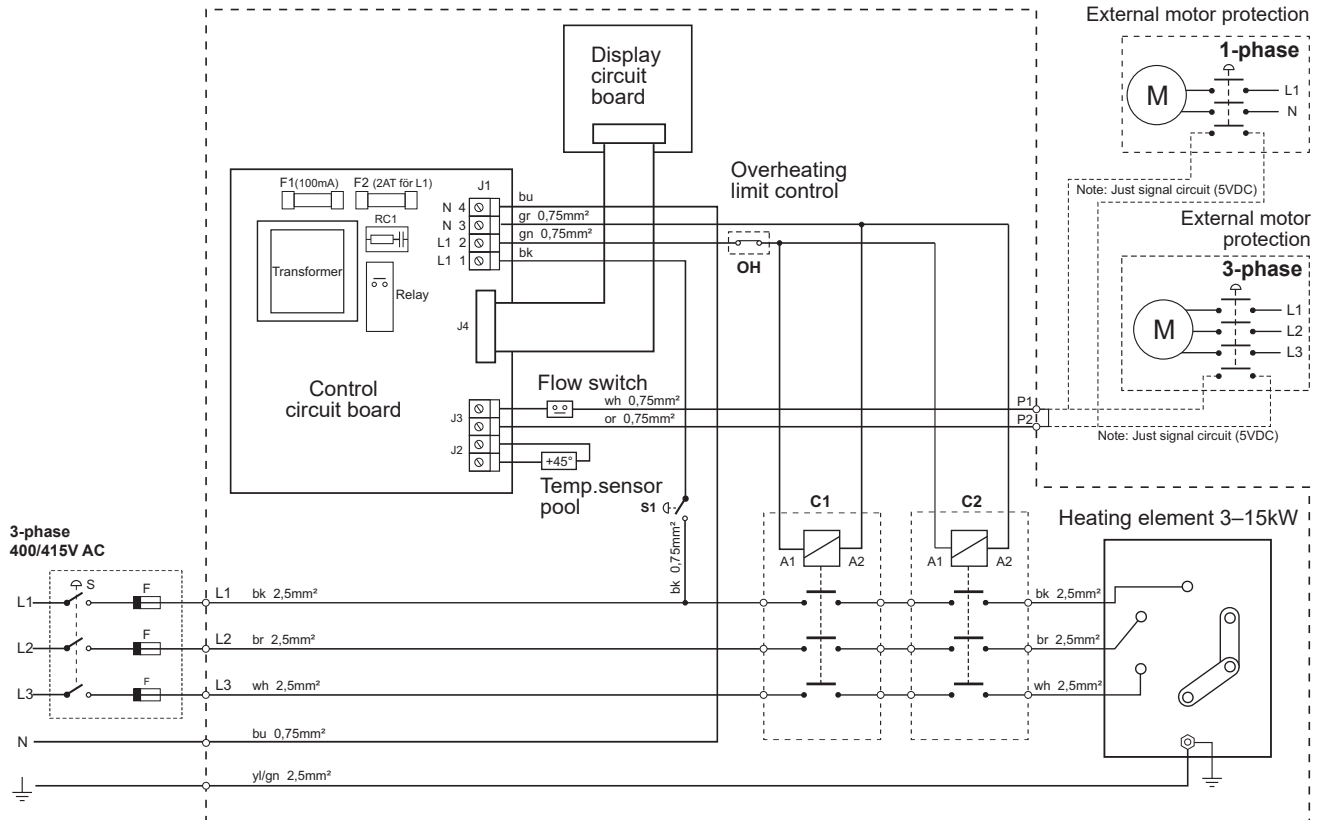 External motor protection
1-phase
M
L1
N
Note: Just signal circuit (5VDC)
External motor
protection
3-phase
M
L1
L2
L3
Note: Just signal circuit (5VDC)
Display
circuit
board
Overheating
limit control
OH
F1(100mA)
F2 (2AT för L1)
J1
RC1
Transformer
Relay
N 4
N 3
L1 2
L1 1
bu
gr 0,75mm²
gn 0,75mm²
bk
J4
Control
circuit board
Flow switch
J3
J2
wh 0,75mm²
or 0,75mm²
P1
P2
+45°
Temp.sensor
pool
S1
bk 0,75mm²
C1
A1
A2
C2
A1
A2
Heating element 3–15kW
3-phase
400/415V AC
S
F
L1
L1
bk 2,5mm²
bk 2,5mm²
F
L2
L2
br 2,5mm²
br 2,5mm²
F
L3
L3
wh 2,5mm²
wh 2,5mm²
N
bu 0,75mm²
yl/gn 2,5mm²